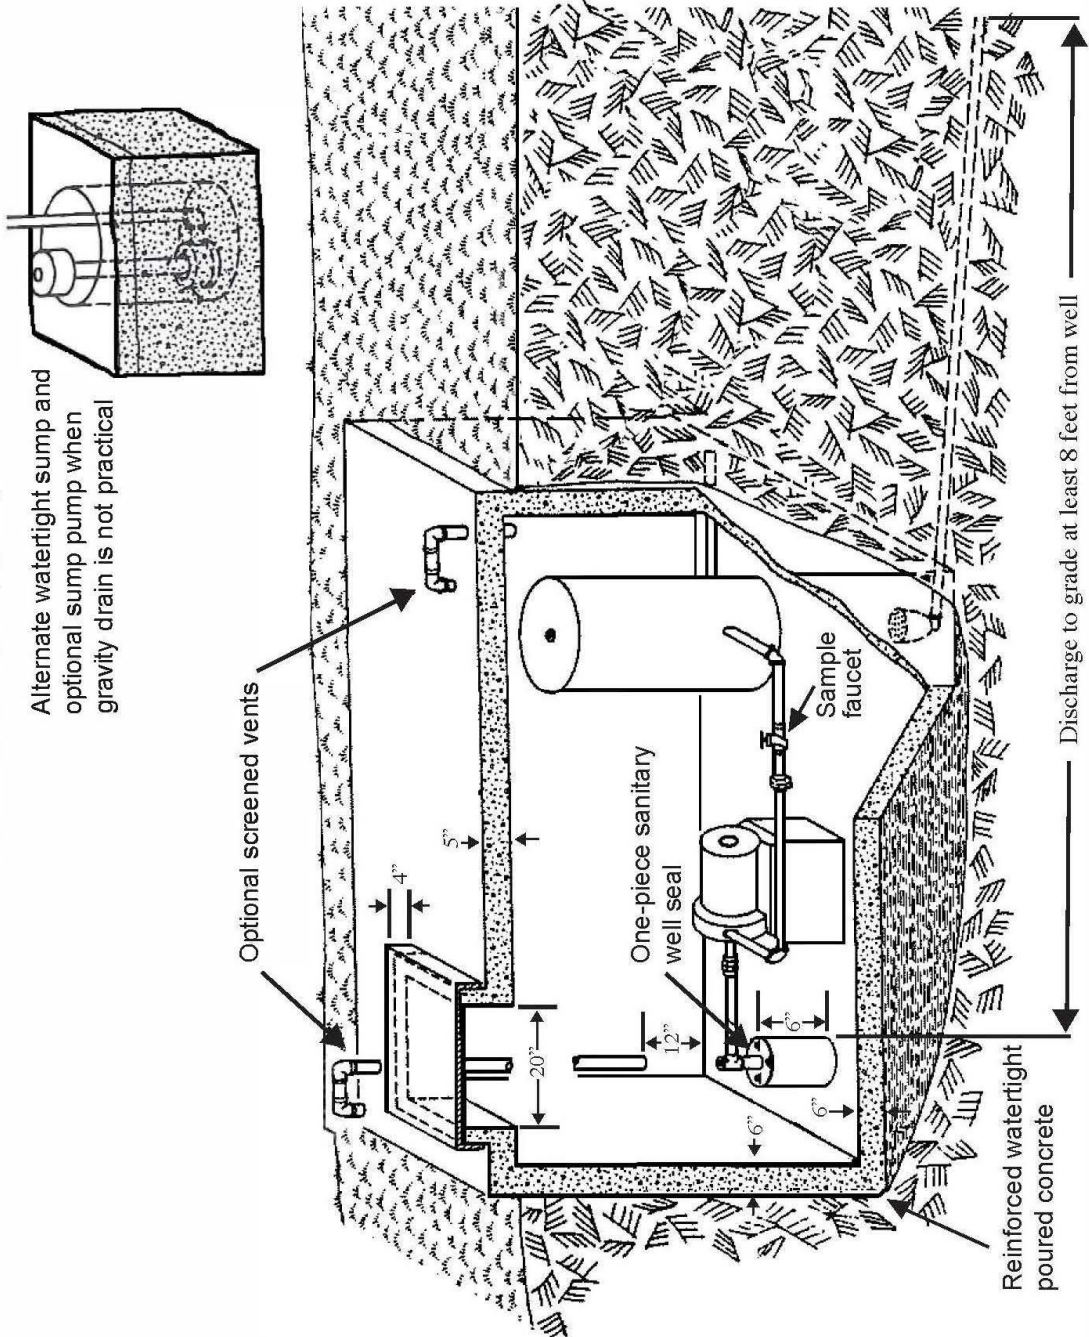 Alternate watertight sump and
optional sump pump when
gravity drain is not practical
Optional screened vents
4”
5”
20”
12”
One-piece sanitary
well seal
6”
6”
6”
Sample
faucet
Reinforced watertight
poured concrete
Discharge to grade at least 8 feet from well